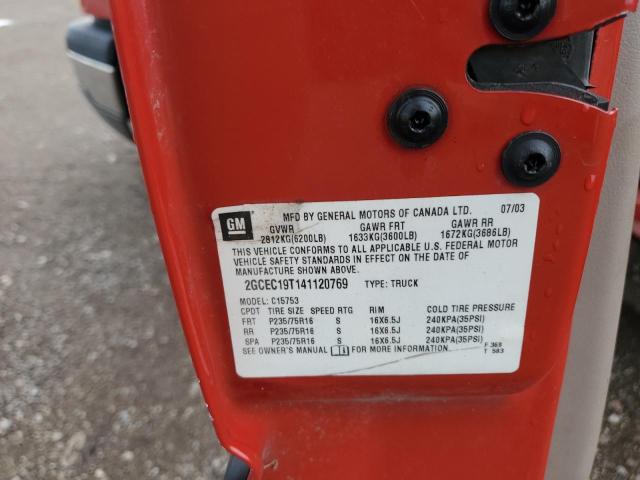 GM MFD BY GENERAL MOTORS OF CANADA LTD. 07/03
GVWR GAWR FRT GAWR RR
2812KG(6200LB) 1633KG(3600LB) 1672KG(3686LB)
THIS VEHICLE CONFORMS TO ALL APPLICABLE U.S. FEDERAL MOTOR
VEHICLE SAFETY STANDARDS IN EFFECT ON THE DATE OF
MANUFACTURE SHOWN ABOVE.
2GCEC19T141120769 TYPE: TRUCK
MODEL: C15753
CPDT TIRE SIZE SPEED RTG RIM COLD TIRE PRESSURE
FRT P235/75R16 S 16X6.5J 240KPA(35PSI)
RR P235/75R16 S 16X6.5J 240KPA(35PSI)
SPA P235/75R16 S 16X6.5J 240KPA(35PSI)
SEE OWNER'S MANUAL FOR MORE INFORMATION. F 368
T 583